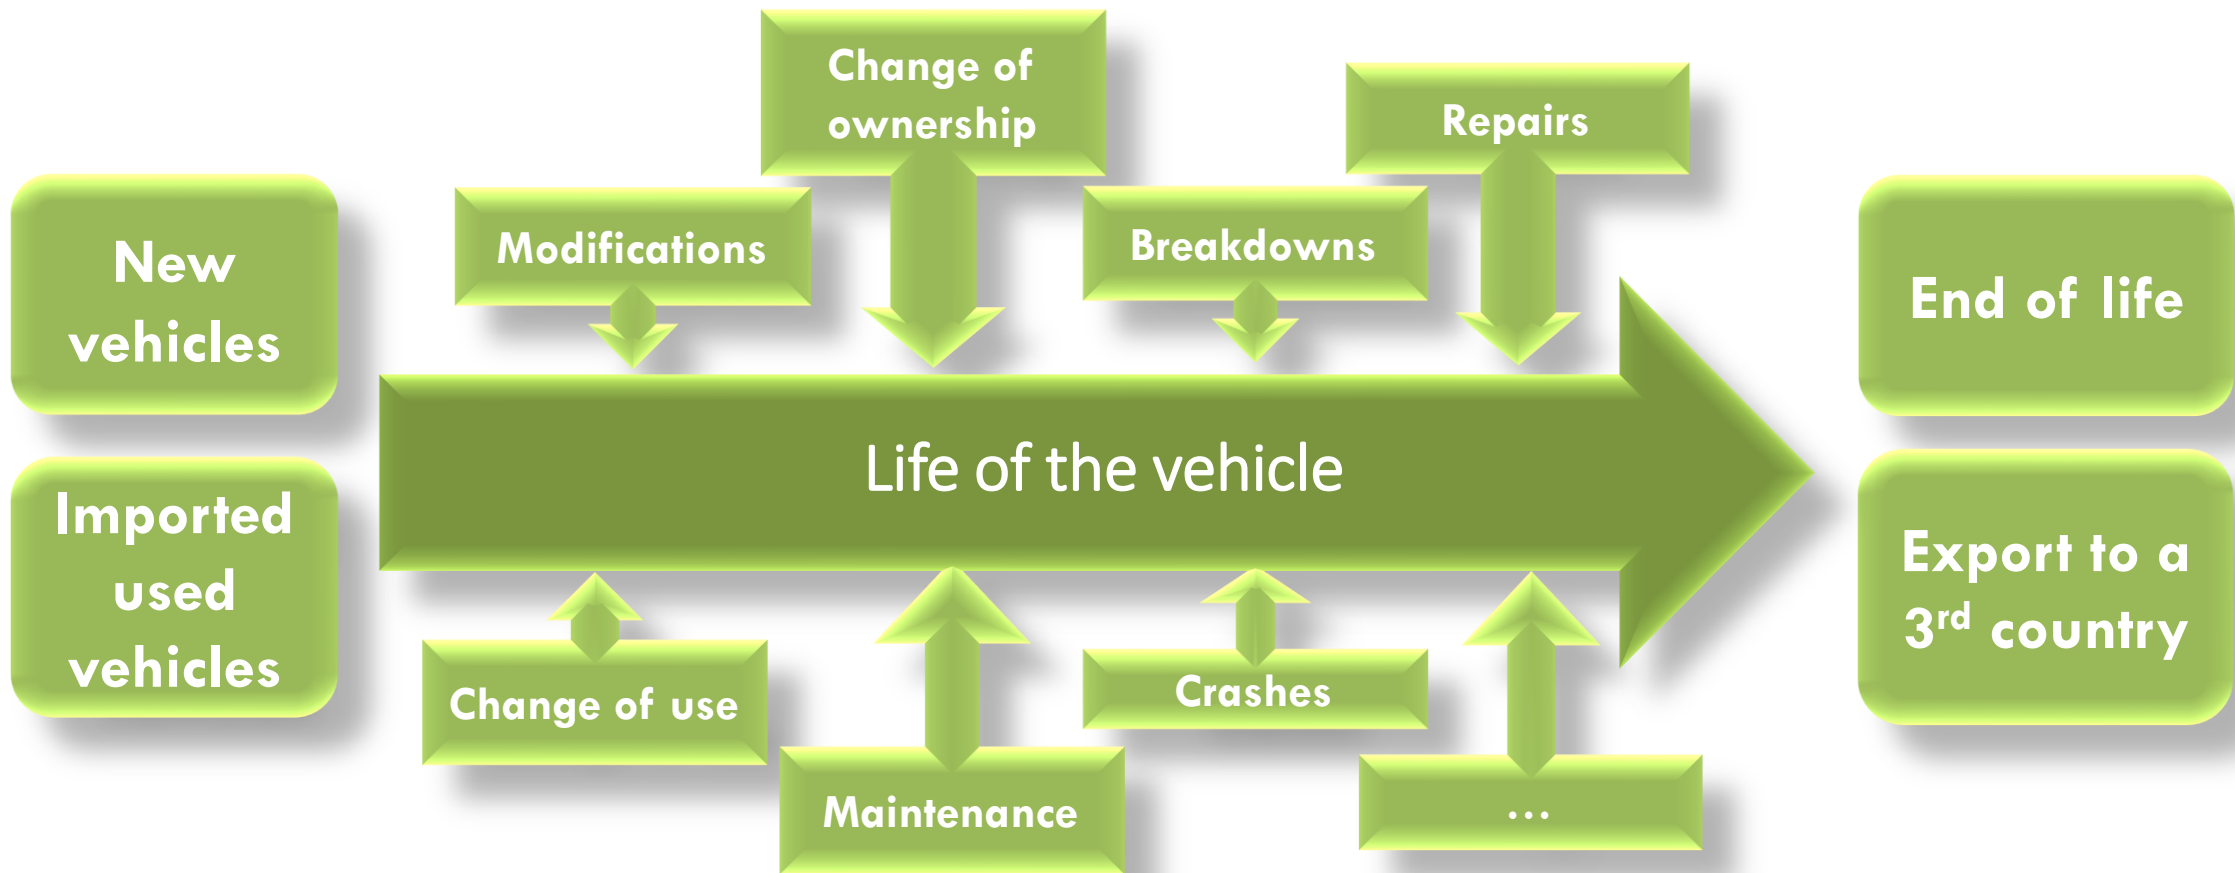 New
vehicles
Imported
used
vehicles
Modifications
Change of
ownership
Breakdowns
Repairs
Life of the vehicle
Change of use
Maintenance
Crashes
...
End of life
Export to a
3rd country